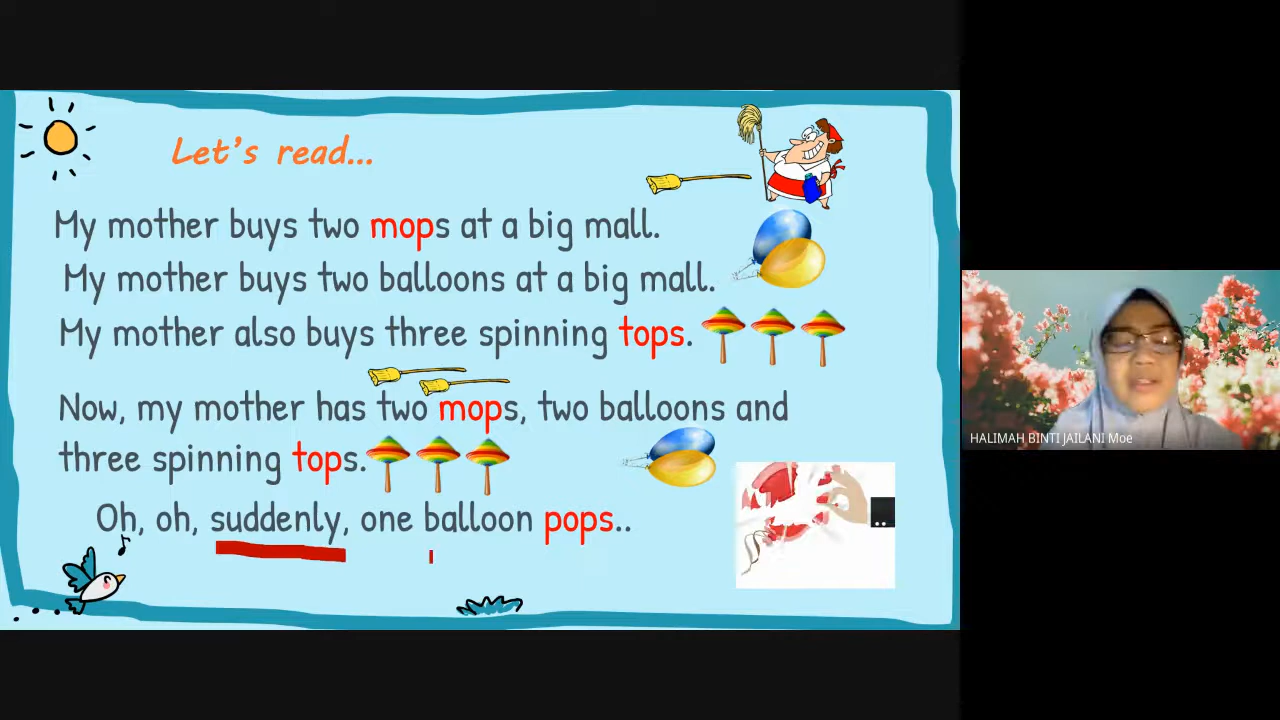 Let's read...
My mother buys two mops at a big mall.
My mother buys two balloons at a big mall.
My mother also buys three spinning tops.
Now, my mother has two mops, two balloons and
three spinning tops.
Oh, oh, suddenly, one balloon pops..
HALIMAH BINTI JAILANI Moe